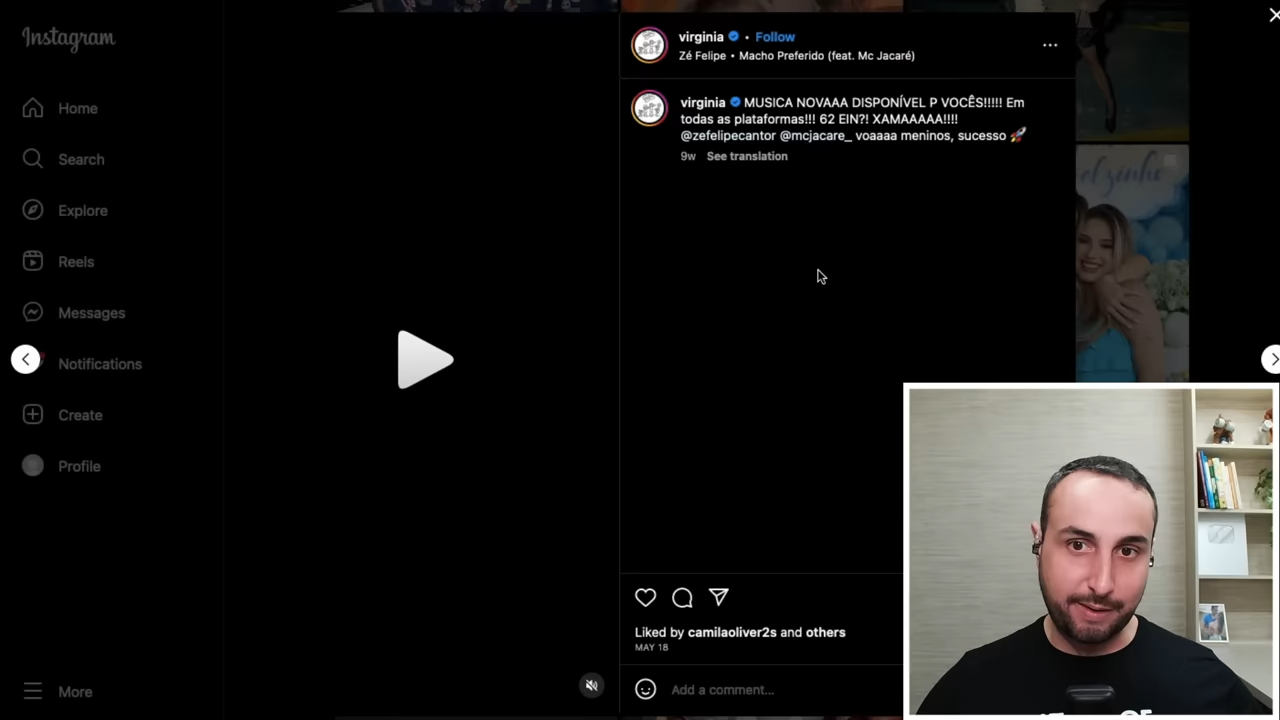 Instagram
Home
Search
Explore
Reels
Messages
Notifications
Create
Profile
More
virginia • Follow
Zé Felipe • Macho Preferido (feat. Mc Jacaré)
virginia MUSICA NOVAAA DISPONÍVEL P VOCÊS!!!!! Em
todas as plataformas!!! 62 EIN?! XAMAAAAA!!!!
@zefelipecantor @mcjacare_ voaaaa meninos, sucesso 🚀
9w See translation
Liked by camilaoliver2s and others
MAY 18
Add a comment...